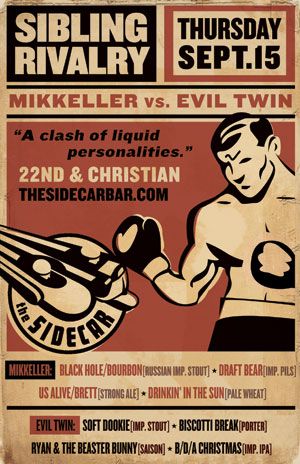 SIBLING
RIVALRY
THURSDAY
SEPT.15
MIKKELLER vs. EVIL TWIN
"A clash of liquid
personalities."
22ND & CHRISTIAN
THESIDECARBAR.COM
the SIDECAR
MIKKELLER: BLACK HOLE/BOURBON [RUSSIAN IMP. STOUT] ★ DRAFT BEAR [IMP. PILS]
US ALIVE/BRETT [STRONG ALE] ★ DRINKIN' IN THE SUN [PALE WHEAT]
EVIL TWIN: SOFT DOOKIE [IMP. STOUT] ★ BISCOTTI BREAK [PORTER]
RYAN & THE BEASTER BUNNY [SAISON] ★ B/D/A CHRISTMAS [IMP. IPA]